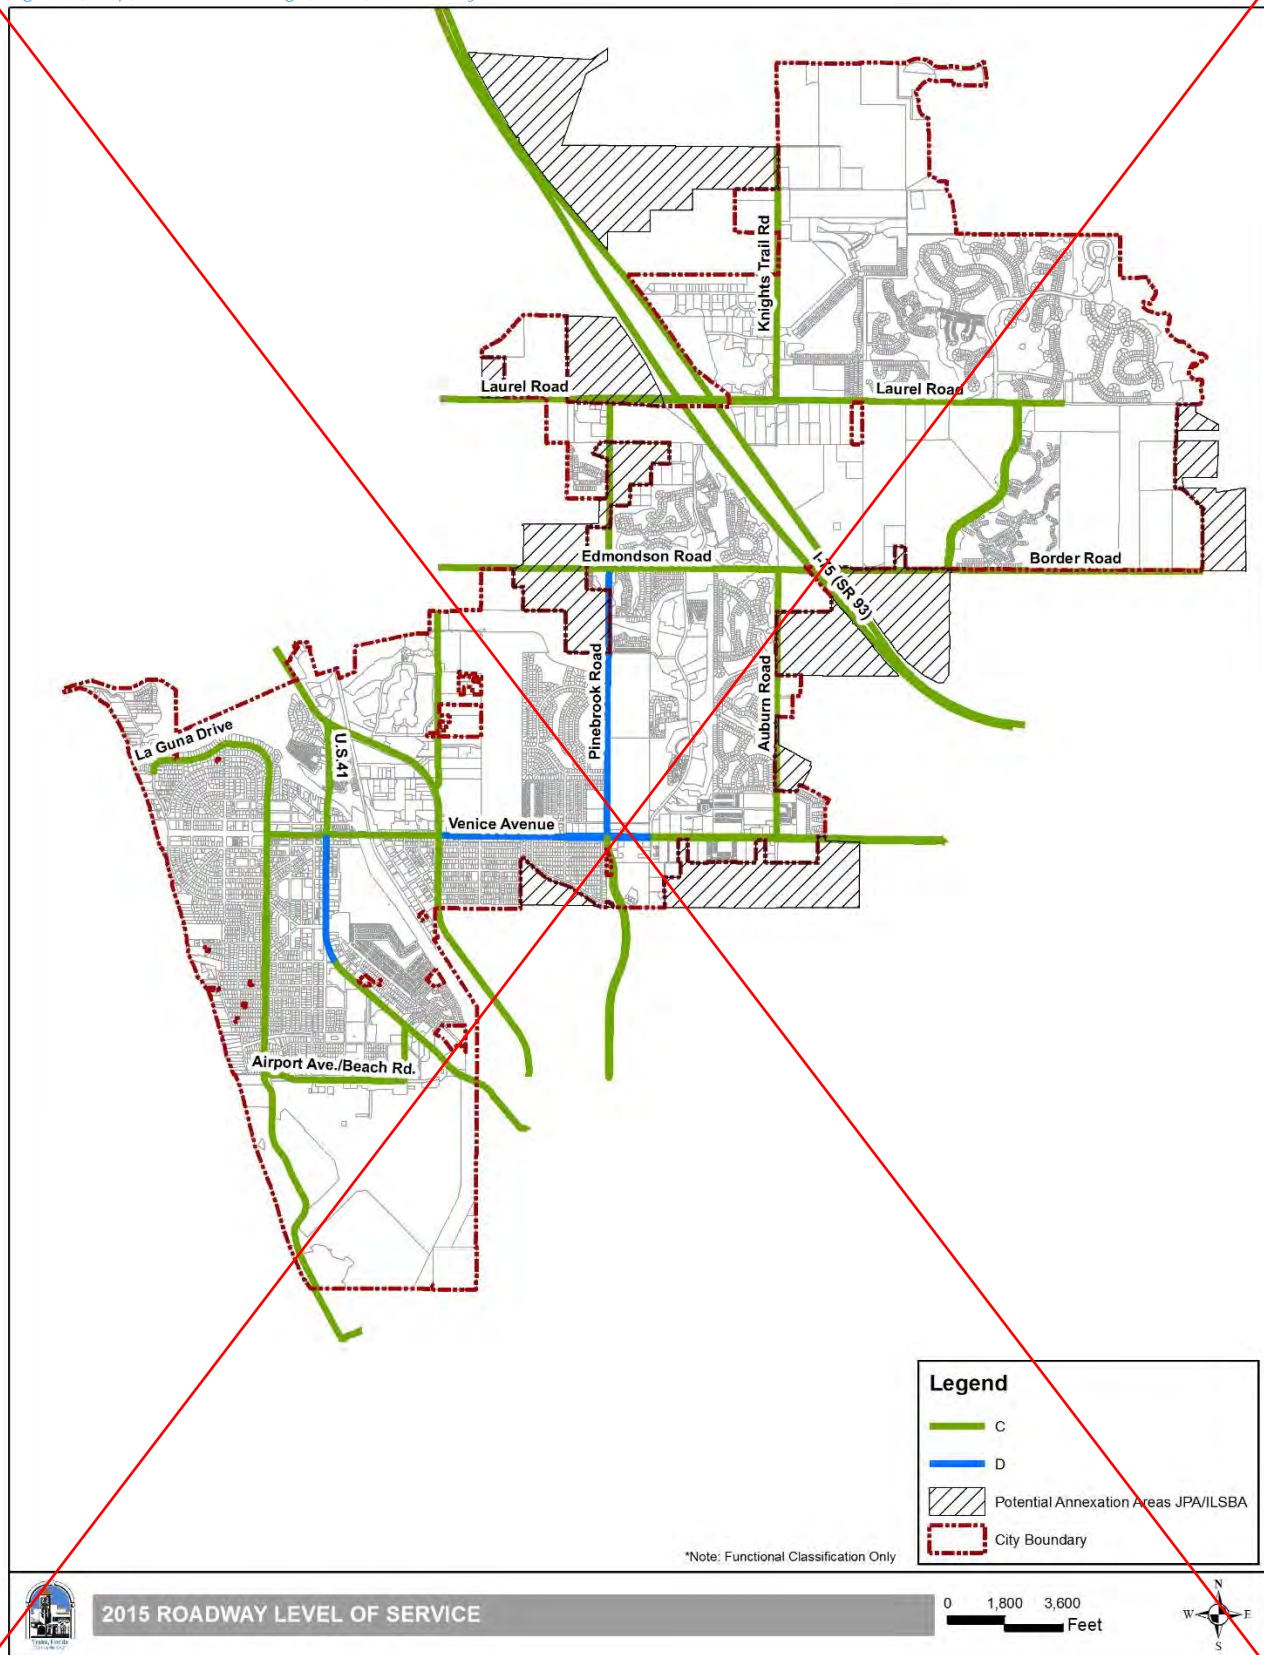 Knights Trail Rd
Laurel Road
Laurel Road
Edmondson Road
I-75 (SR 93)
Border Road
Pinebrook Road
Auburn Road
La Guna Drive
U.S.41
Venice Avenue
Airport Ave./Beach Rd.
Legend
C
D
Potential Annexation Areas JPA/ILSBA
City Boundary
*Note: Functional Classification Only
2015 ROADWAY LEVEL OF SERVICE
0 1,800 3,600
Feet
N
W E
S